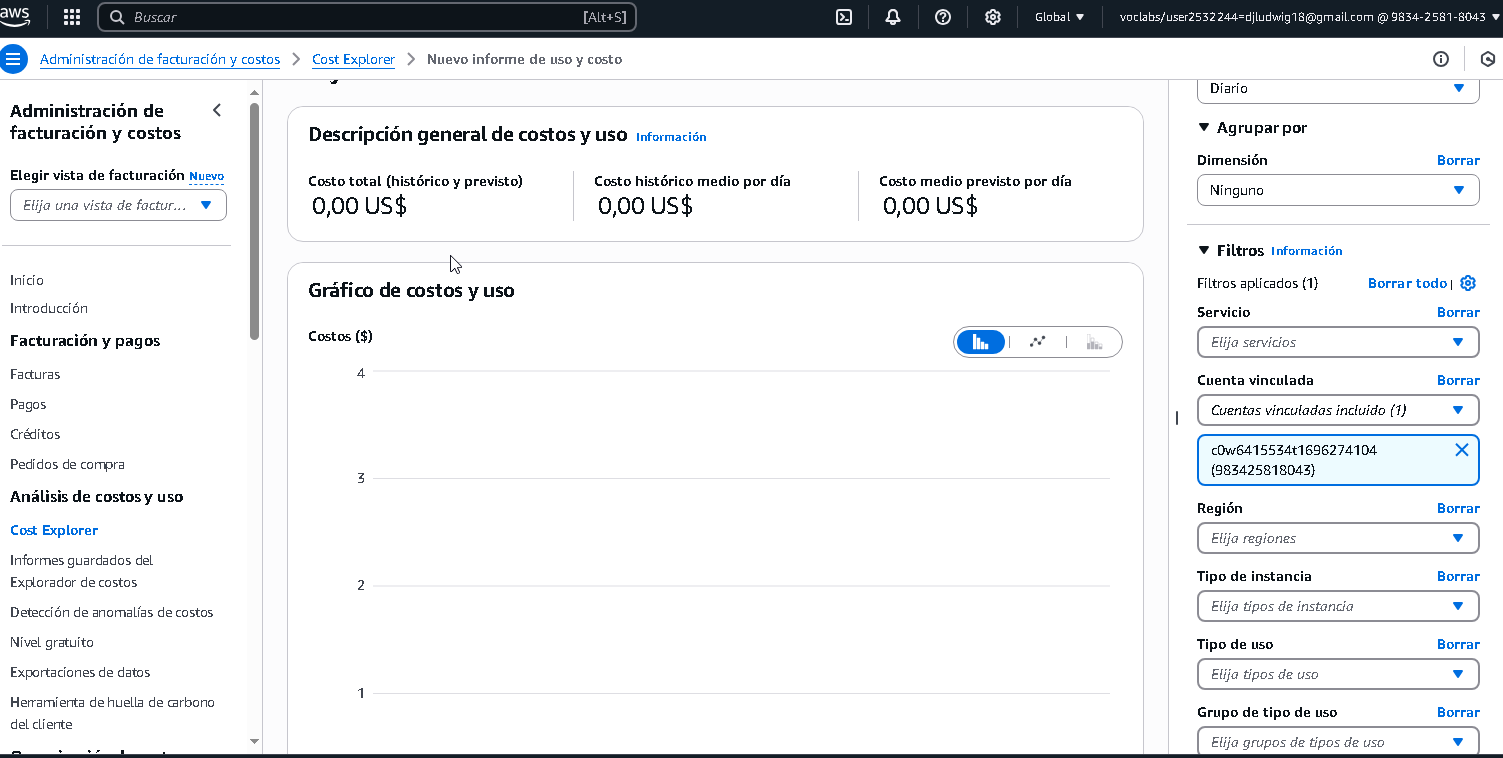 aws
Buscar
[Alt+S]
Global
voclabs/user2532244=djludwig18@gmail.com @ 9834-2581-8043
Administración de facturación y costos
Cost Explorer
Nuevo informe de uso y costo
Administración de
facturación y costos
Elegir vista de facturación Nuevo
Elija una vista de factur...
Inicio
Introducción
Facturación y pagos
Facturas
Pagos
Créditos
Pedidos de compra
Análisis de costos y uso
Cost Explorer
Informes guardados del
Explorador de costos
Detección de anomalías de costos
Nivel gratuito
Exportaciones de datos
Herramienta de huella de carbono
del cliente
Descripción general de costos y uso Información
Costo total (histórico y previsto)
0,00 US$
Costo histórico medio por día
0,00 US$
Costo medio previsto por día
0,00 US$
Gráfico de costos y uso
Costos ($)
4
3
2
1
Diario
Agrupar por
Dimensión Borrar
Ninguno
Filtros Información
Filtros aplicados (1) Borrar todo
Servicio Borrar
Elija servicios
Cuenta vinculada Borrar
Cuentas vinculadas incluido (1)
c0w6415534t1696274104
(983425818043)
Región Borrar
Elija regiones
Tipo de instancia Borrar
Elija tipos de instancia
Tipo de uso Borrar
Elija tipos de uso
Grupo de tipo de uso Borrar
Elija grupos de tipos de uso